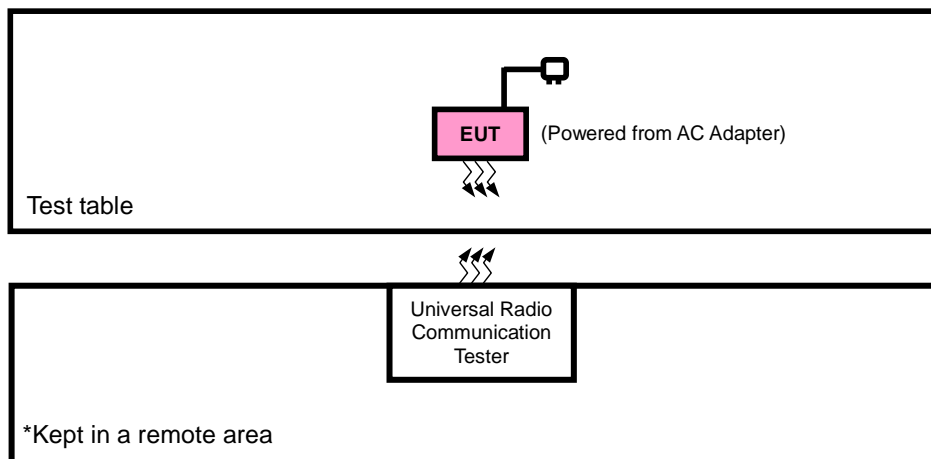 EUT
(Powered from AC Adapter)
Test table
Universal Radio
Communication
Tester
*Kept in a remote area